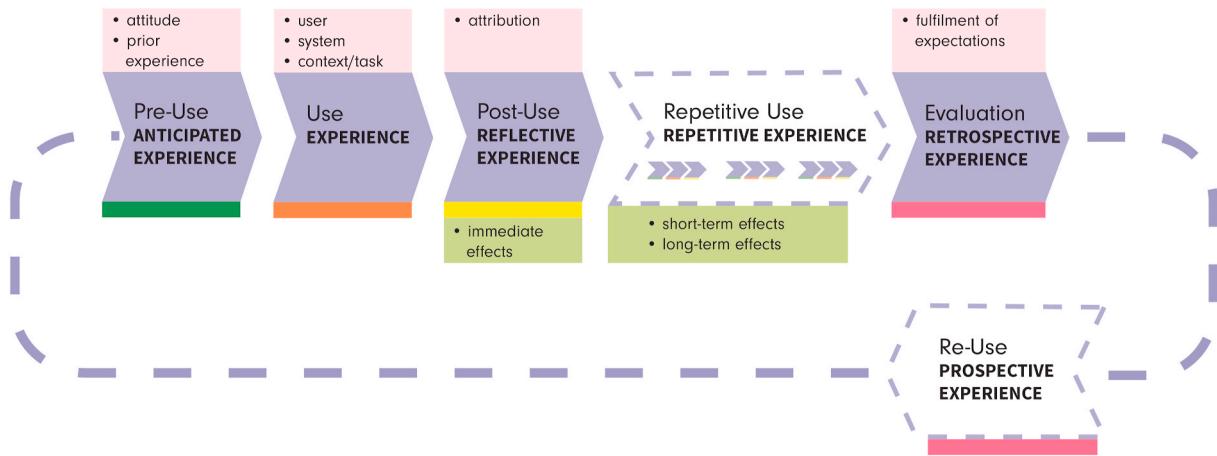 • attitude
• prior
experience
Pre-Use
ANTICIPATED
EXPERIENCE
• user
• system
• context/task
Use
EXPERIENCE
• attribution
Post-Use
REFLECTIVE
EXPERIENCE
• immediate
effects
Repetitive Use
REPETITIVE EXPERIENCE
• short-term effects
• long-term effects
• fulfilment of
expectations
Evaluation
RETROSPECTIVE
EXPERIENCE
Re-Use
PROSPECTIVE
EXPERIENCE